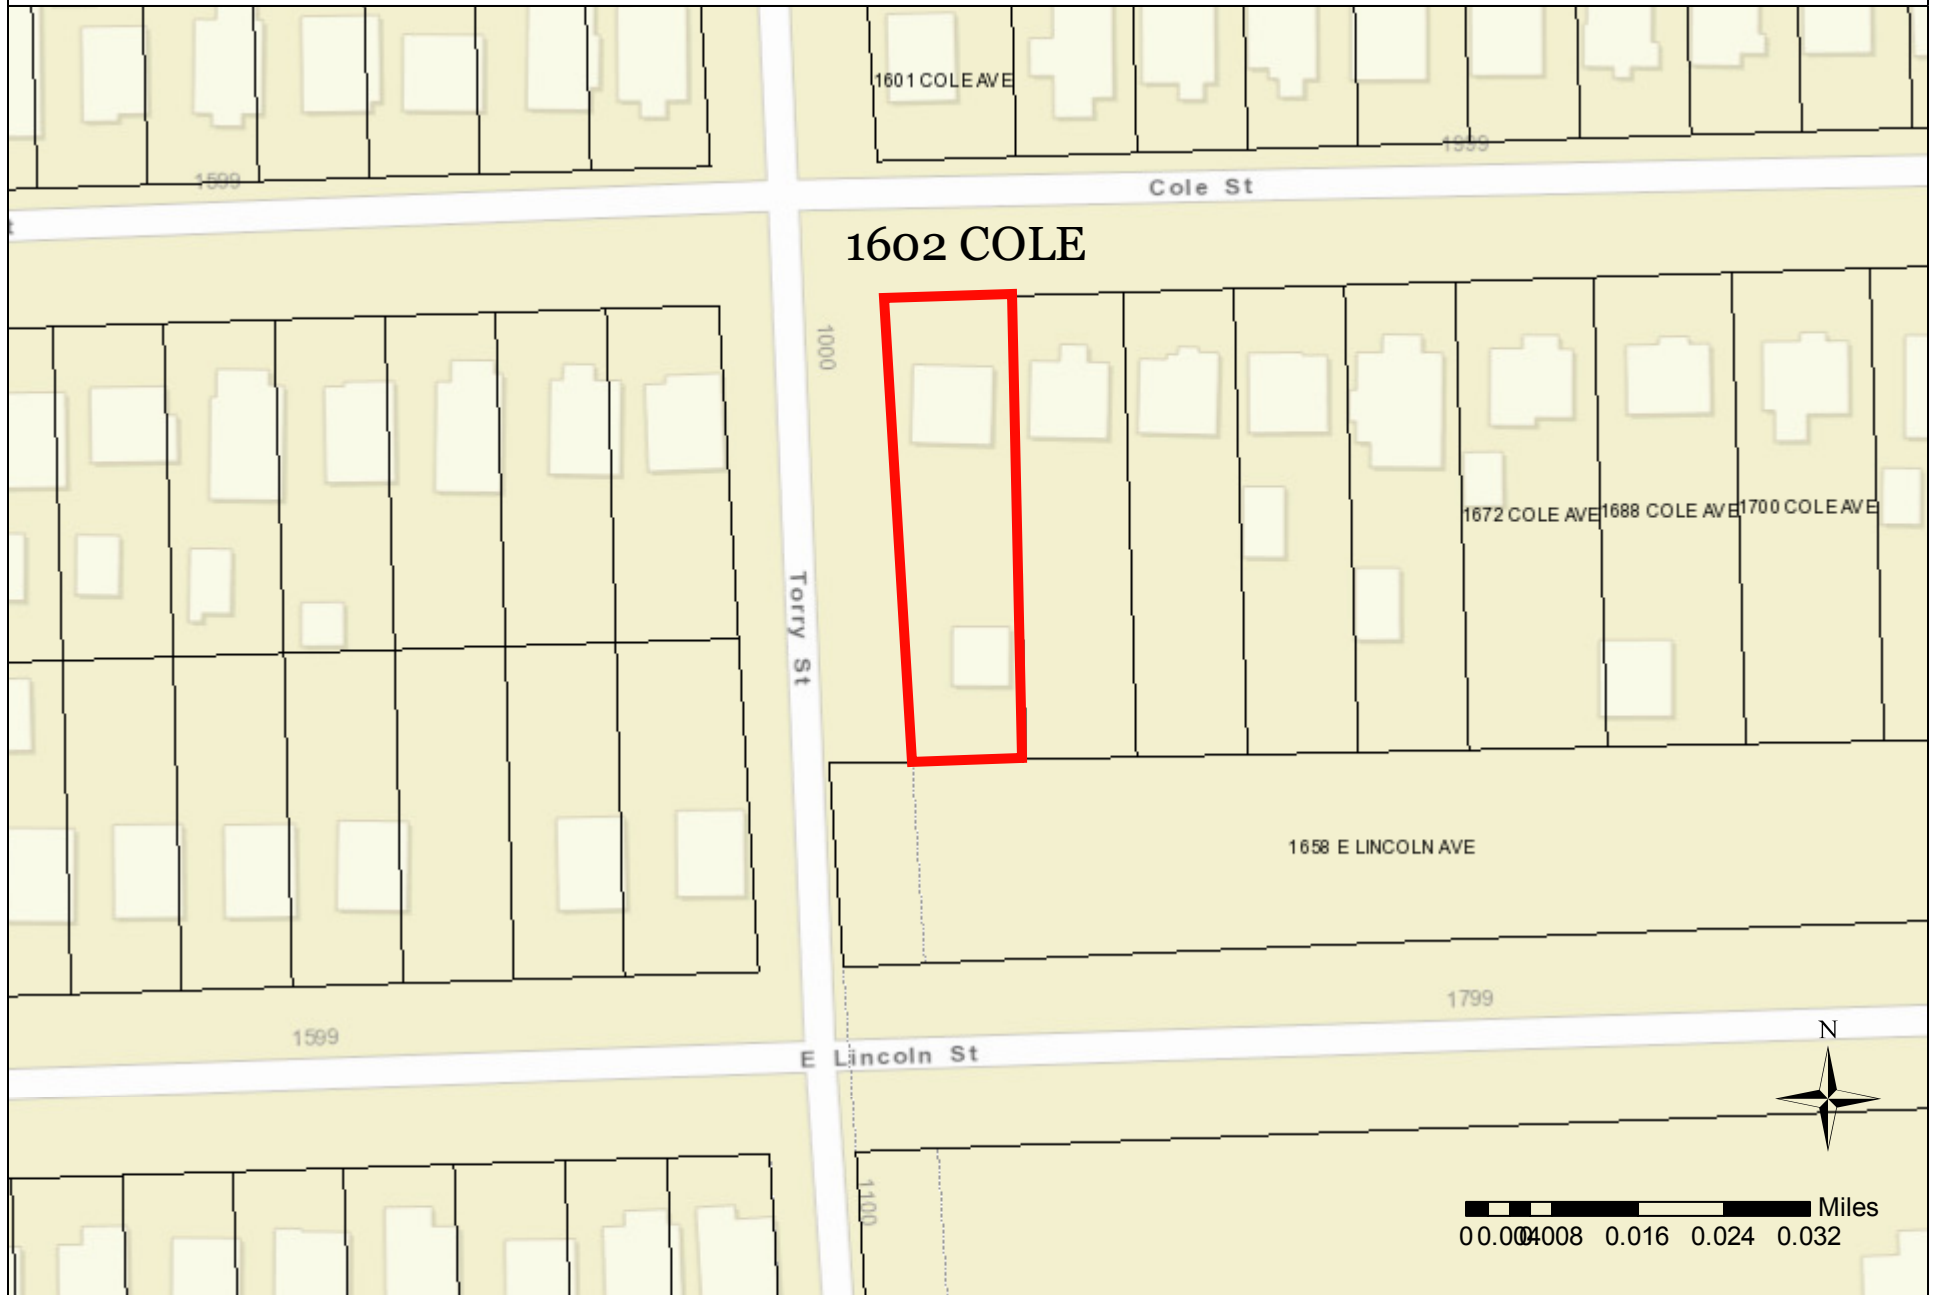 1601 COLE AVE
1999
1599
Cole St
1602 COLE
1000
1672 COLE AVE
1688 COLE AVE
1700 COLE AVE
Torry St
1658 E LINCOLN AVE
1799
1599
E Lincoln St
N
1100
Miles
0 0.004 0.008 0.016 0.024 0.032